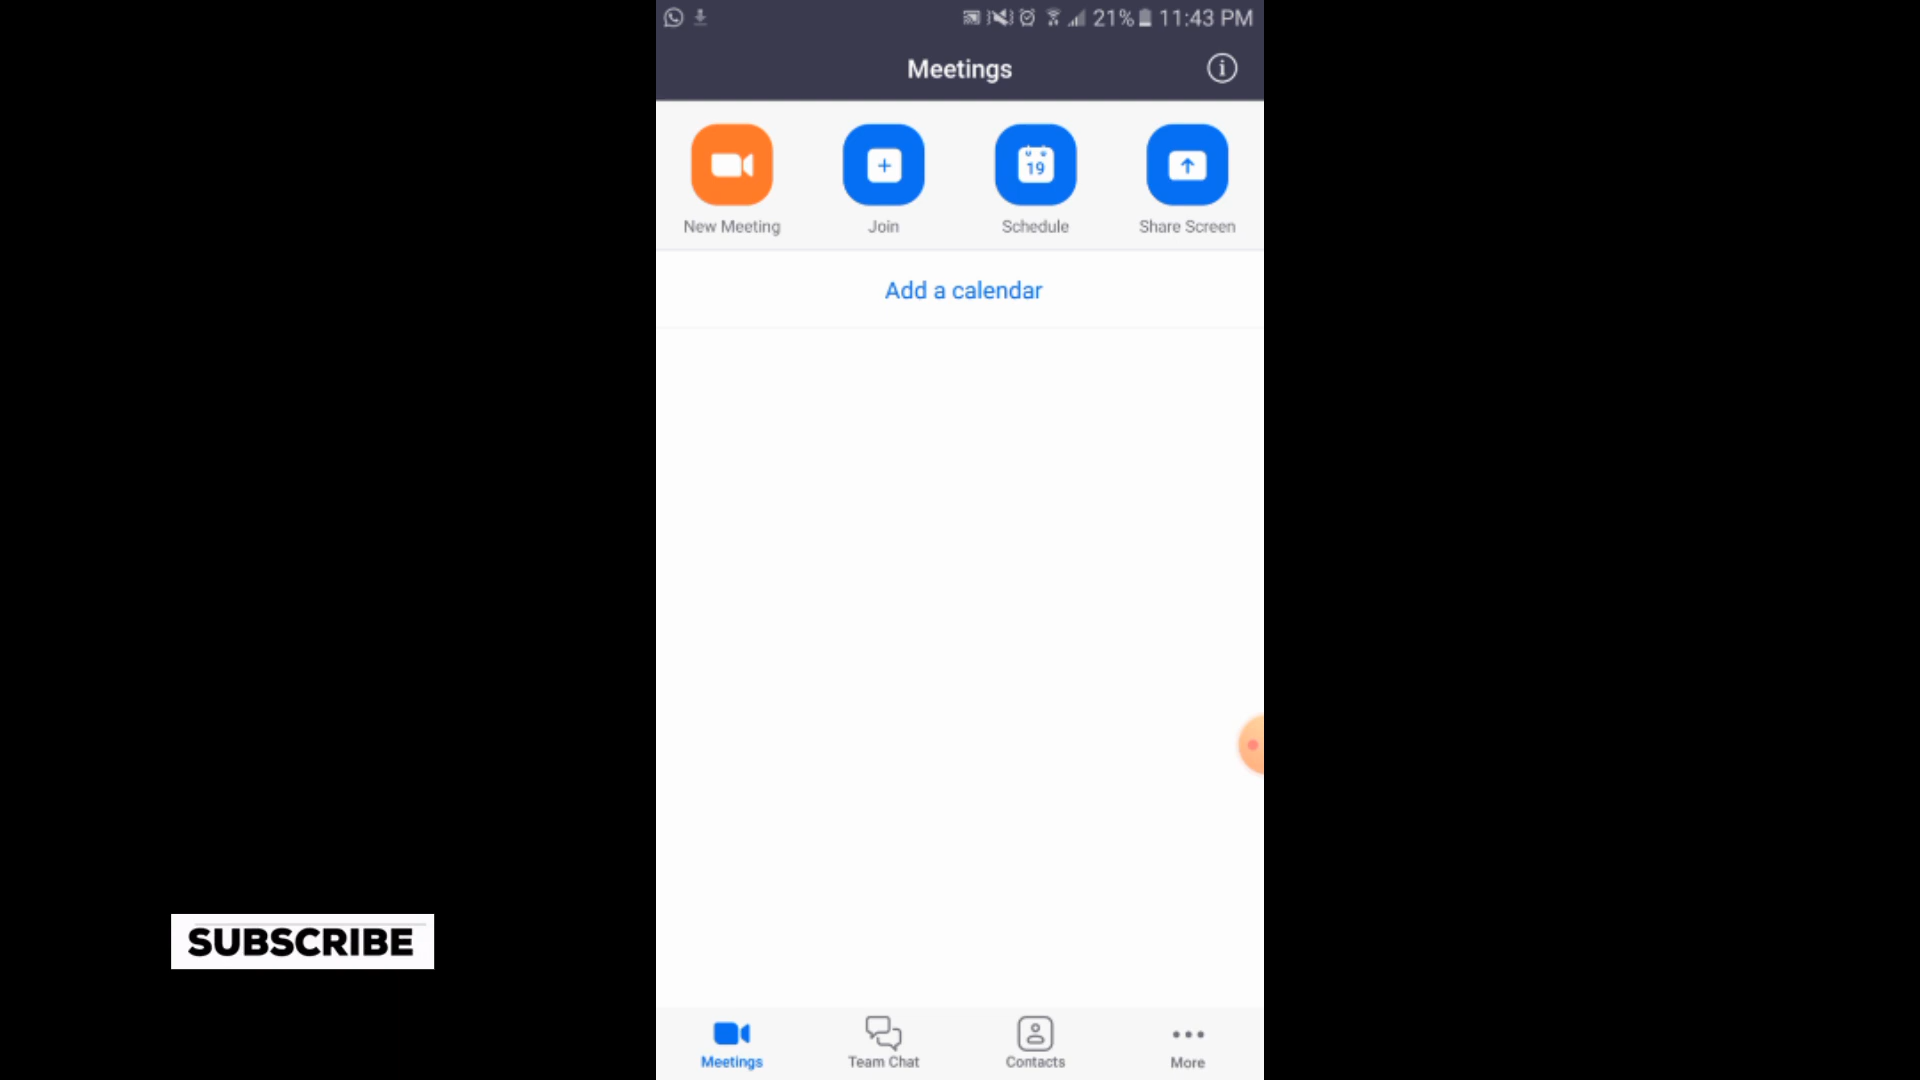 21% 11:43 PM
Meetings
19
New Meeting Join Schedule Share Screen
Add a calendar
SUBSCRIBE
Meetings Team Chat Contacts More